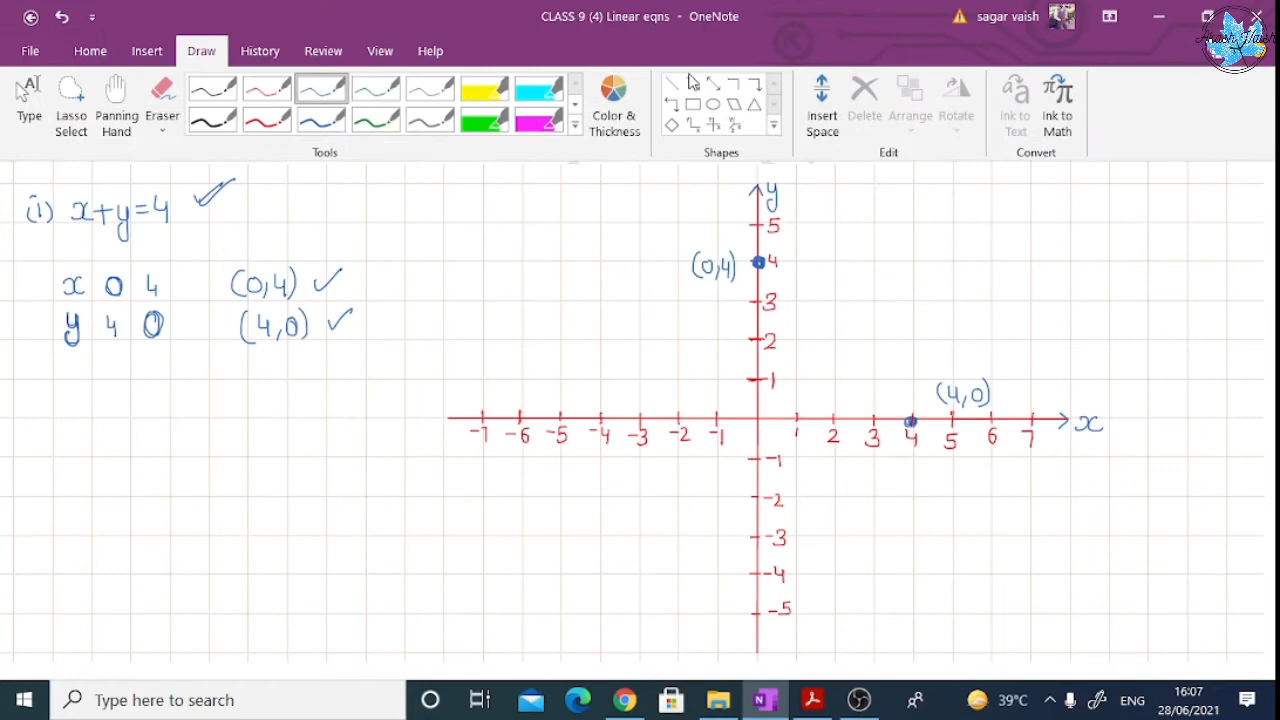 CLASS 9 (4) Linear eqns - OneNote
sagar vaish
File Home Insert Draw History Review View Help
Type
Lasso Select
Panning Hand
Eraser
Color & Thickness
Insert Space
Delete
Arrange
Rotate
Ink to Text
Ink to Math
Tools
Shapes
Edit
Convert
(i) x+y=4
x 0 4 (0,4) ✓
y 4 0 (4,0) ✓
y
5
(0,4) 4
3
2
1
(4,0)
-7 -6 -5 -4 -3 -2 -1 1 2 3 4 5 6 7 x
-1
-2
-3
-4
-5
Type here to search
39°C
ENG
16:07
28/06/2021